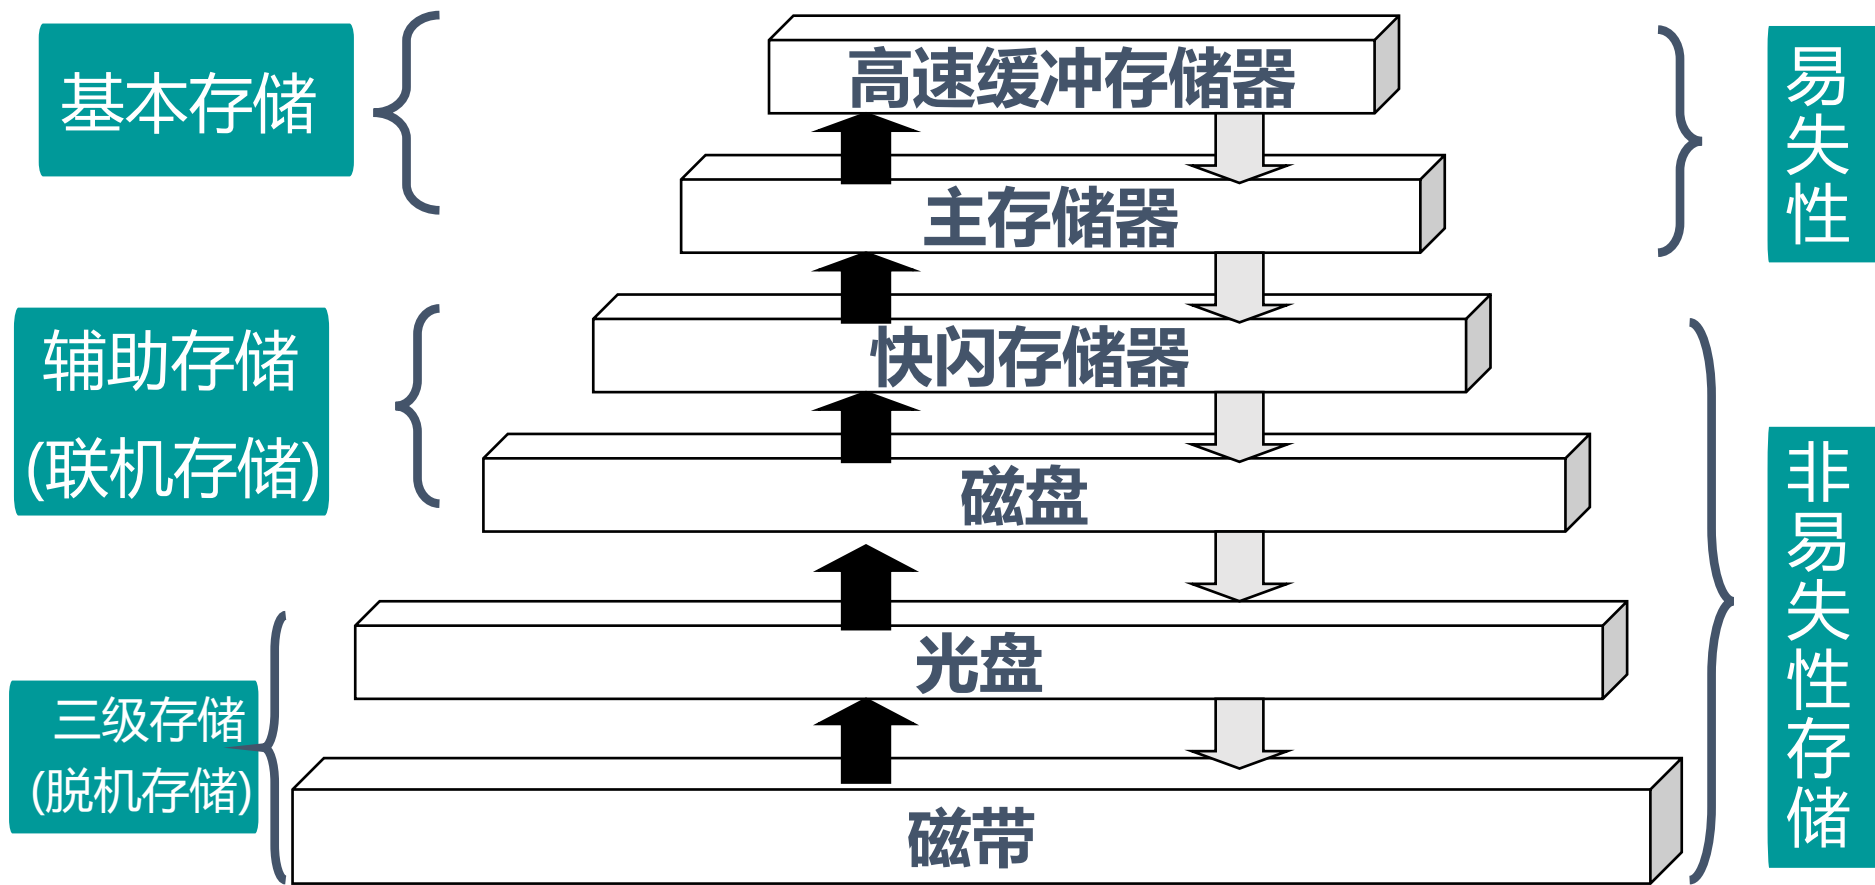 基本存储
高速缓冲存储器
易失性
主存储器
辅助存储
(联机存储)
快闪存储器
磁盘
非易失性存储
光盘
三级存储
(脱机存储)
磁带